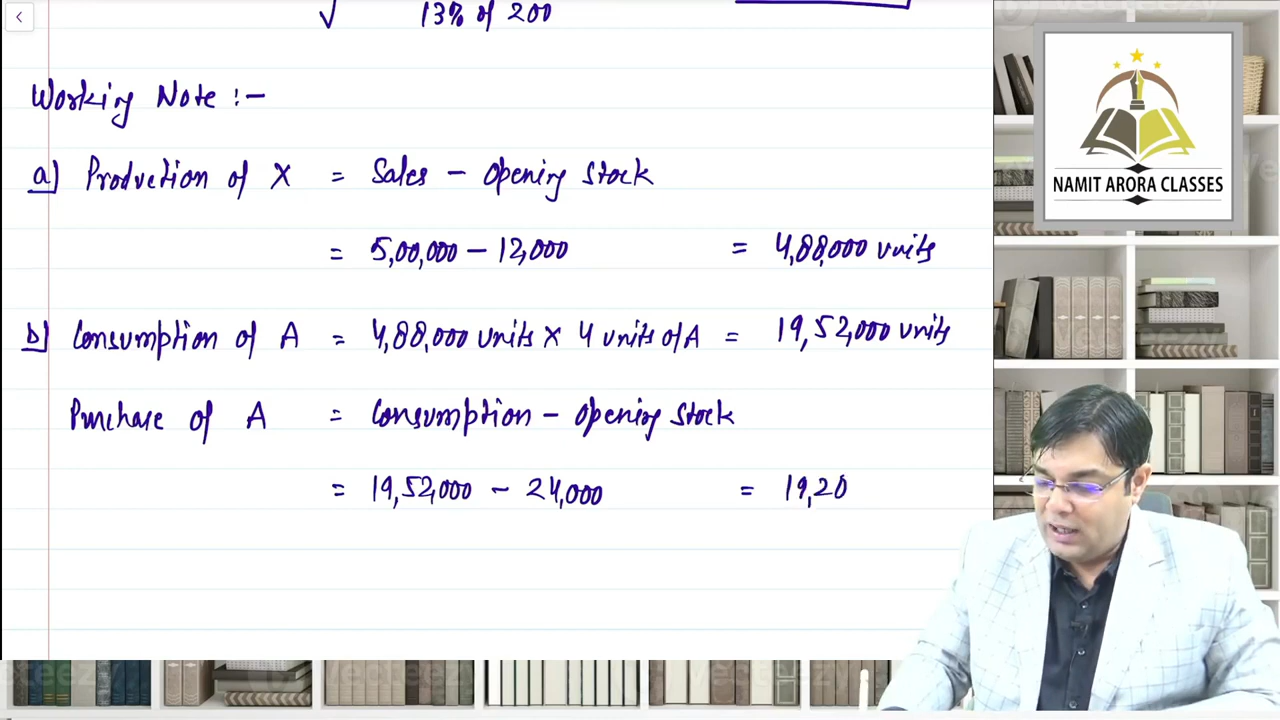 13% of 200
Working Note :-
a) Production of X = Sales - Opening Stock
= 5,00,000 - 12,000 = 4,88,000 units
b) Consumption of A = 4,88,000 units x 4 units of A = 19,52,000 units
Purchase of A = Consumption - Opening Stock
= 19,52,000 - 24,000 = 19,20
NAMIT ARORA CLASSES